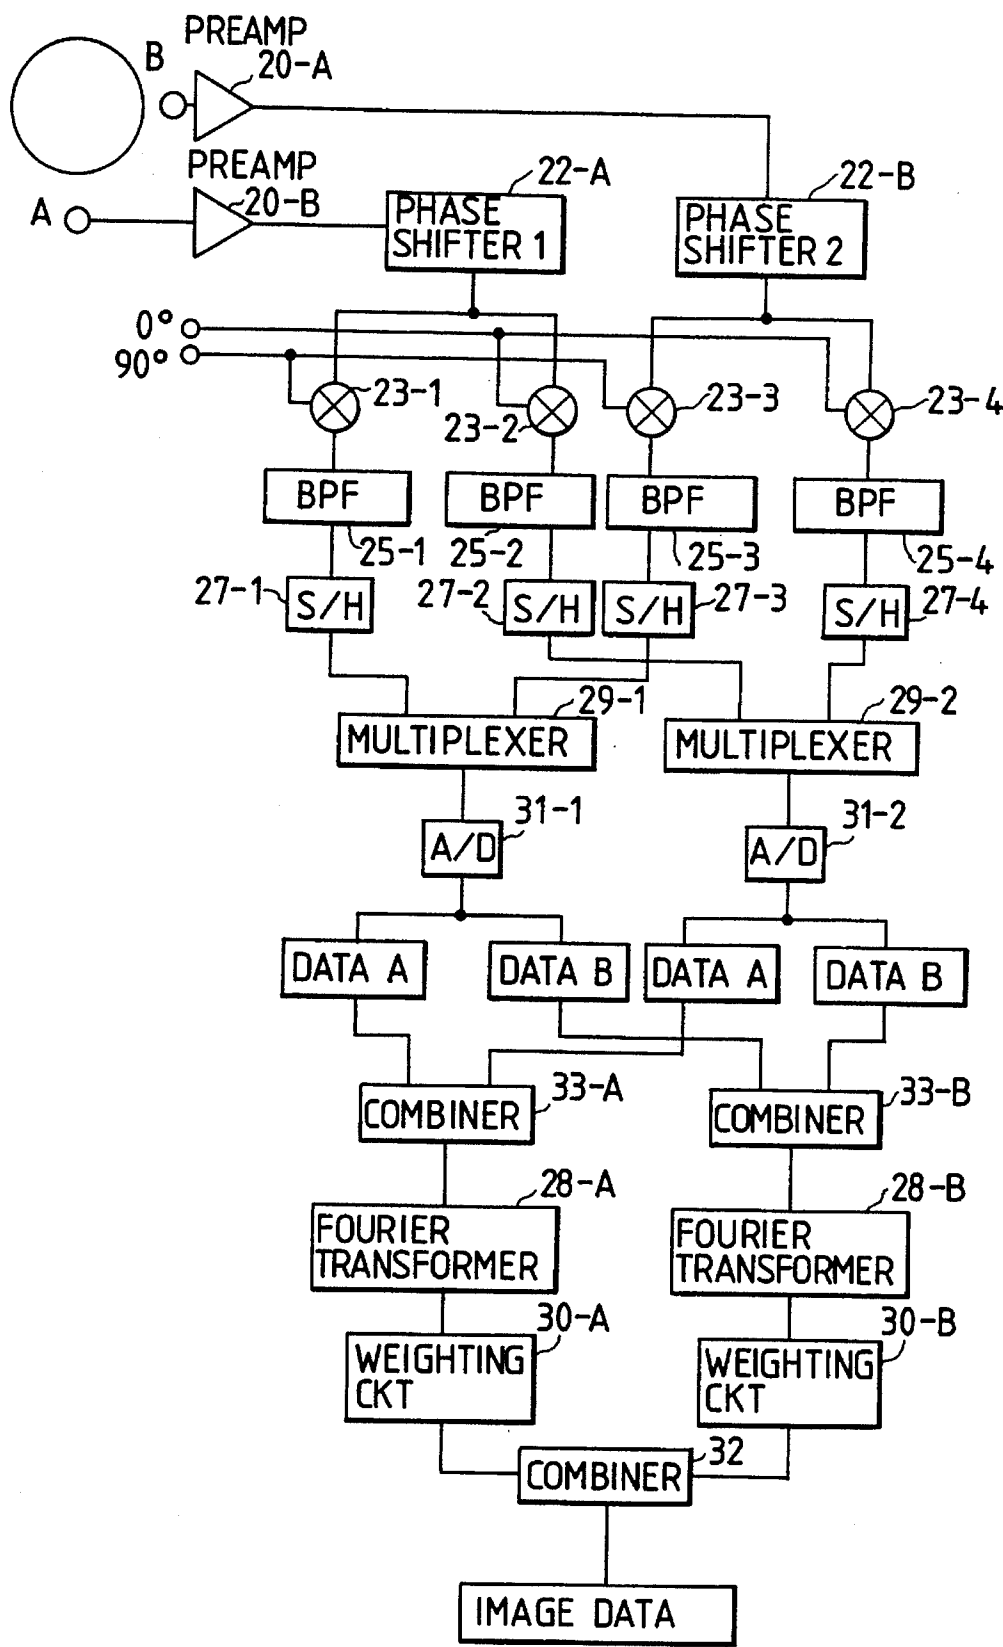 PREAMP
B
20-A
PREAMP
20-B
A
22-A
22-B
PHASE
SHIFTER 1
PHASE
SHIFTER 2
0°
90°
23-1
23-2
23-3
23-4
BPF
BPF
BPF
BPF
25-1
25-2
25-3
25-4
27-1
S/H
27-2
S/H
S/H
27-3
S/H
27-4
29-1
29-2
MULTIPLEXER
MULTIPLEXER
31-1
31-2
A/D
A/D
DATA A
DATA B
DATA A
DATA B
33-A
33-B
COMBINER
COMBINER
28-A
28-B
FOURIER
TRANSFORMER
FOURIER
TRANSFORMER
30-A
30-B
WEIGHTING
CKT
WEIGHTING
CKT
32
COMBINER
IMAGE DATA